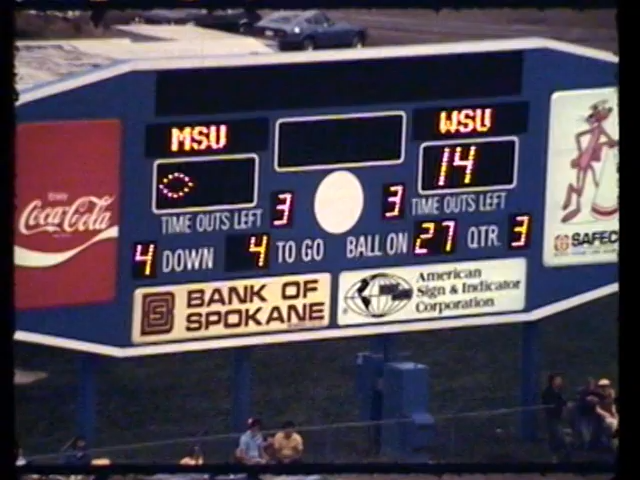 MSU
WSU
14
TIME OUTS LEFT 3
3 TIME OUTS LEFT
4 DOWN 4 TO GO BALL ON 27 QTR. 3
Enjoy
Coca-Cola
BANK OF
SPOKANE
American
Sign & Indicator
Corporation